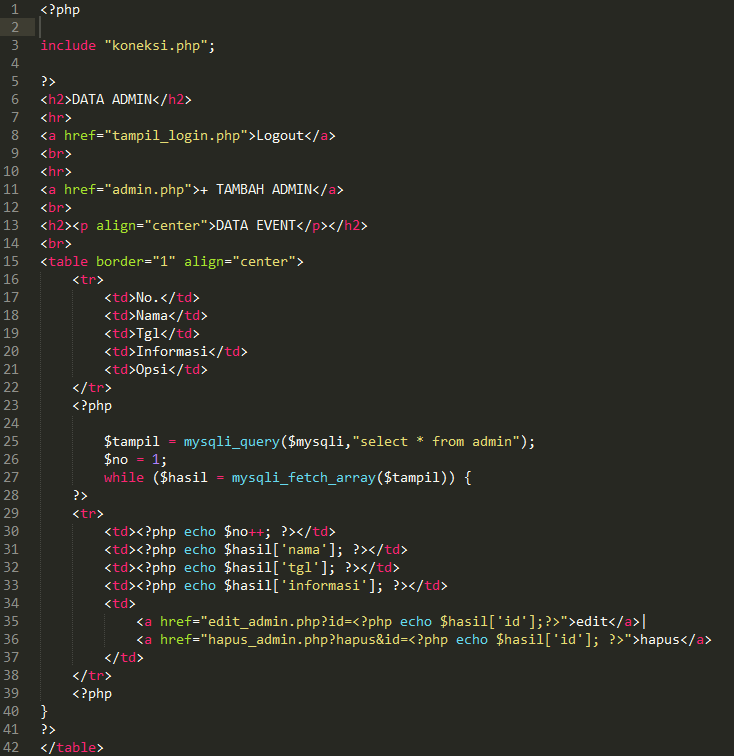 1 <?php
2
3 include "koneksi.php";
4
5 ?>
6 <h2>DATA ADMIN</h2>
7 <hr>
8 <a href="tampil_login.php">Logout</a>
9 <br>
10 <hr>
11 <a href="admin.php">+ TAMBAH ADMIN</a>
12 <br>
13 <h2><p align="center">DATA EVENT</p></h2>
14 <br>
15 <table border="1" align="center">
16     <tr>
17         <td>No.</td>
18         <td>Nama</td>
19         <td>Tgl</td>
20         <td>Informasi</td>
21         <td>Opsi</td>
22     </tr>
23     <?php
24
25         $tampil = mysqli_query($mysqli,"select * from admin");
26         $no = 1;
27         while ($hasil = mysqli_fetch_array($tampil)) {
28     ?>
29     <tr>
30         <td><?php echo $no++; ?></td>
31         <td><?php echo $hasil['nama']; ?></td>
32         <td><?php echo $hasil['tgl']; ?></td>
33         <td><?php echo $hasil['informasi']; ?></td>
34         <td>
35             <a href="edit_admin.php?id=<?php echo $hasil['id'];?>">edit</a>|
36             <a href="hapus_admin.php?hapus&id=<?php echo $hasil['id']; ?>">hapus</a>
37         </td>
38     </tr>
39     <?php
40 }
41 ?>
42 </table>